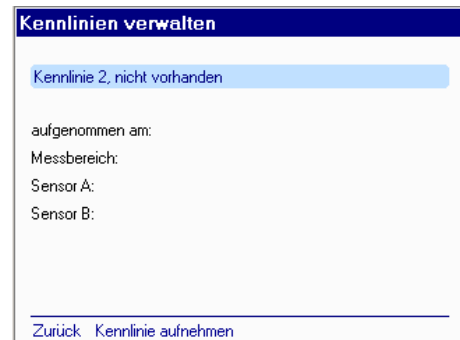 Kennlinien verwalten
Kennlinie 2, nicht vorhanden
aufgenommen am:
Messbereich:
Sensor A:
Sensor B:
Zurück Kennlinie aufnehmen